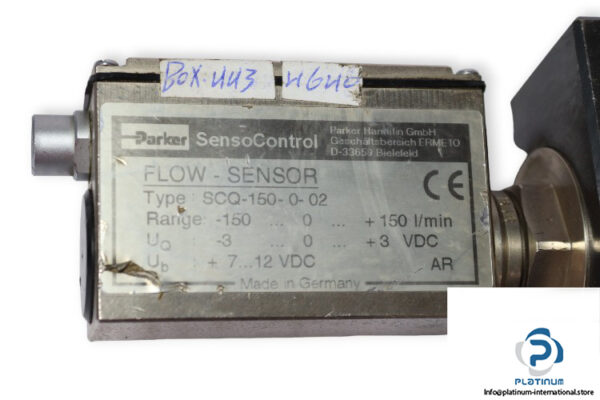 BOX.443 4640
Parker SensoControl
Parker Hannifin GmbH
Geschäftsbereich ERMETO
D-33659 Bielefeld
FLOW - SENSOR
CE
Type : SCQ-150- 0- 02
Range: -150 ... 0 ... + 150 l/min
UQ : -3 ... 0 ... + 3 VDC
Ub : + 7...12 VDC AR
Made in Germany
PLATINUM
Info@platinum-international.store